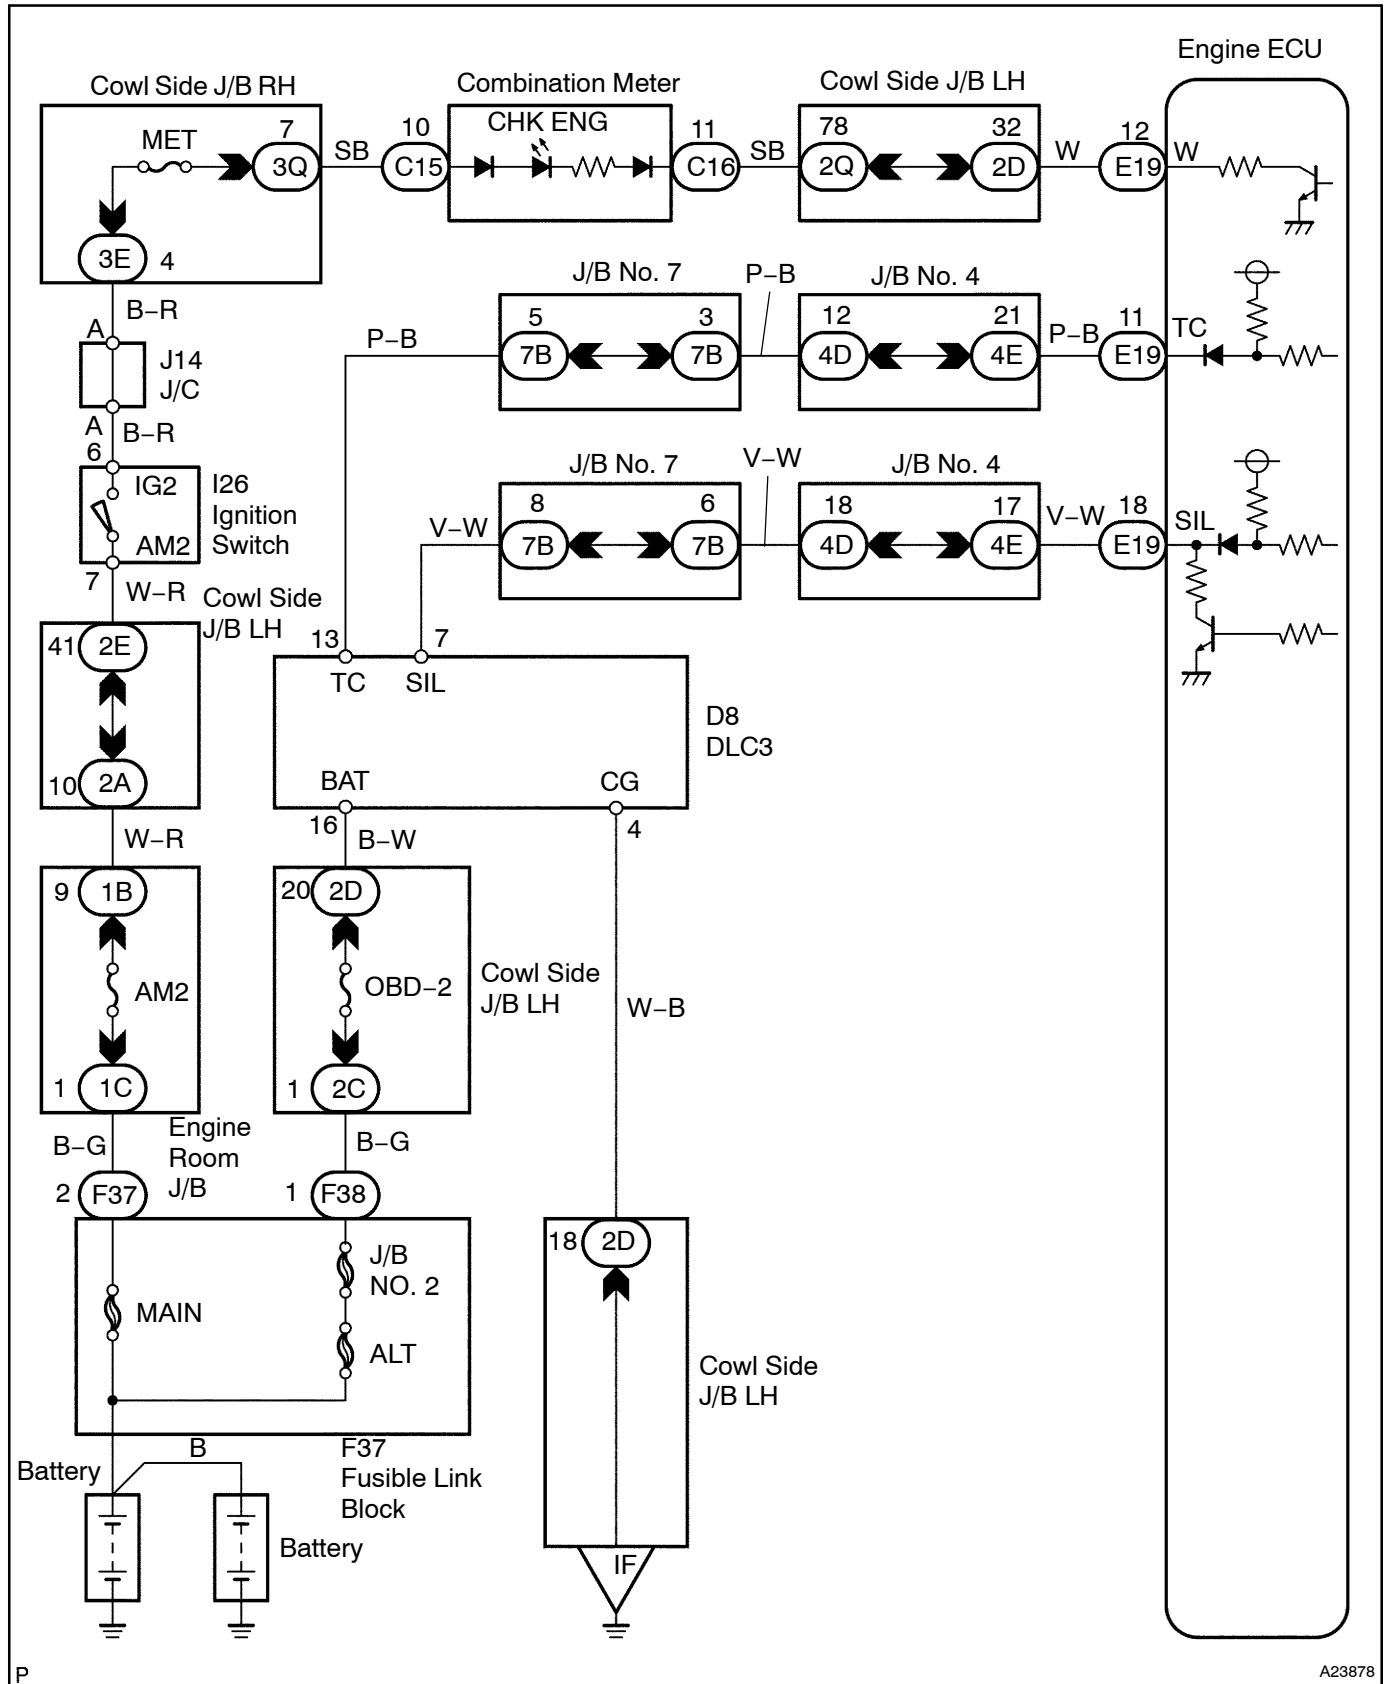 Engine ECU
Cowl Side J/B RH
Combination Meter
Cowl Side J/B LH
MET
7
3Q
SB
10
C15
CHK ENG
11
C16
SB
78
2Q
32
2D
W
12
E19
W
3E
4
B–R
A
J14
J/C
A
B–R
6
IG2
AM2
I26
Ignition
Switch
7
W–R
J/B No. 7
P–B
J/B No. 4
P–B
5
7B
3
7B
12
4D
21
4E
P–B
11
E19
TC
J/B No. 7
V–W
J/B No. 4
V–W
8
7B
6
7B
18
4D
17
4E
V–W
18
E19
SIL
Cowl Side
J/B LH
41
2E
10
2A
W–R
13
7
TC
SIL
D8
DLC3
BAT
CG
16
4
B–W
9
1B
AM2
1
1C
Engine
Room
J/B
B–G
20
2D
OBD–2
Cowl Side
J/B LH
1
2C
B–G
W–B
2
F37
1
F38
J/B
NO. 2
MAIN
ALT
F37
Fusible Link
Block
18
2D
Cowl Side
J/B LH
IF
Battery
B
Battery
P
A23878